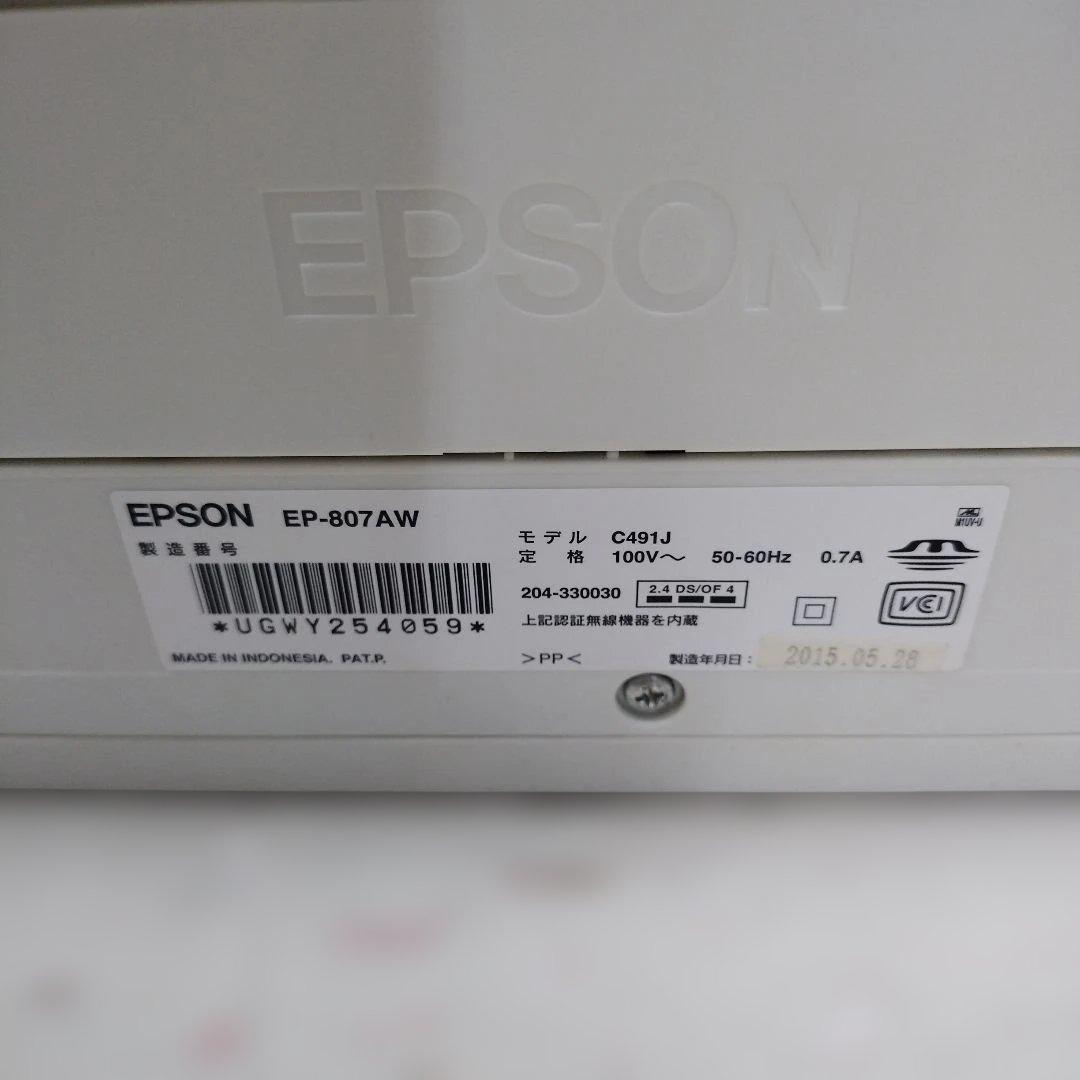 EPSON
EPSON EP-807AW
製造番号
*UGWY254059*
MADE IN INDONESIA. PAT.P.
モデル C491J
定格 100V～ 50-60Hz 0.7A
204-330030 2.4 DS/OF 4
上記認証無線機器を内蔵
>PP< 製造年月日: 2015.05.28
VCI